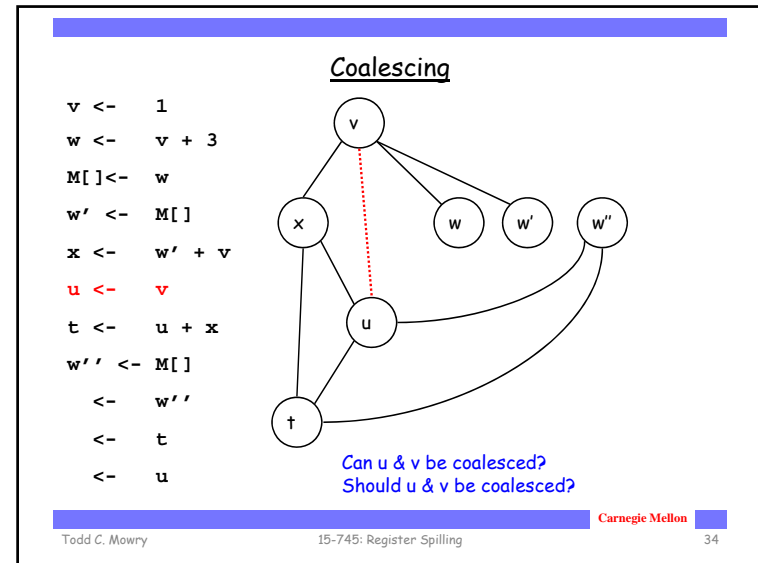 Coalescing
v <- 1
w <- v + 3
M[]<- w
w' <- M[]
x <- w' + v
u <- v
t <- u + x
w'' <- M[]
<- w''
<- t
<- u
v
x
w
w'
w''
u
t
Can u & v be coalesced?
Should u & v be coalesced?
Carnegie Mellon
Todd C. Mowry
15-745: Register Spilling
34